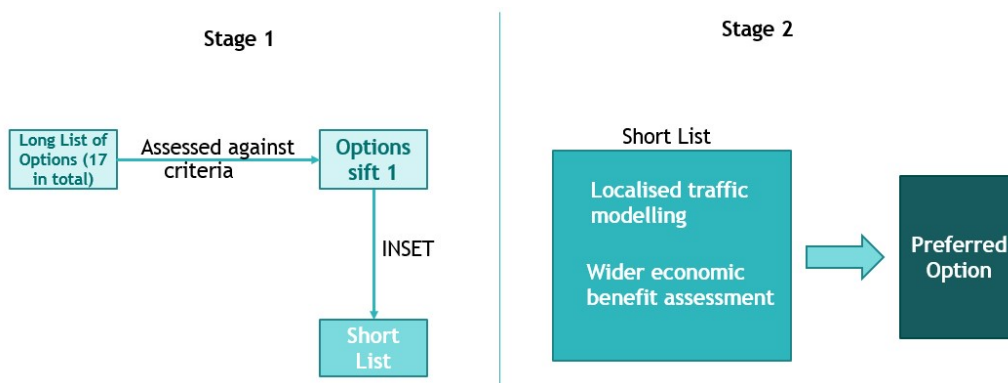 Stage 1
Long List of
Options (17
in total)
Assessed against
criteria
Options
sift 1
INSET
Short
List
Stage 2
Short List
Localised traffic
modelling
Wider economic
benefit assessment
Preferred
Option